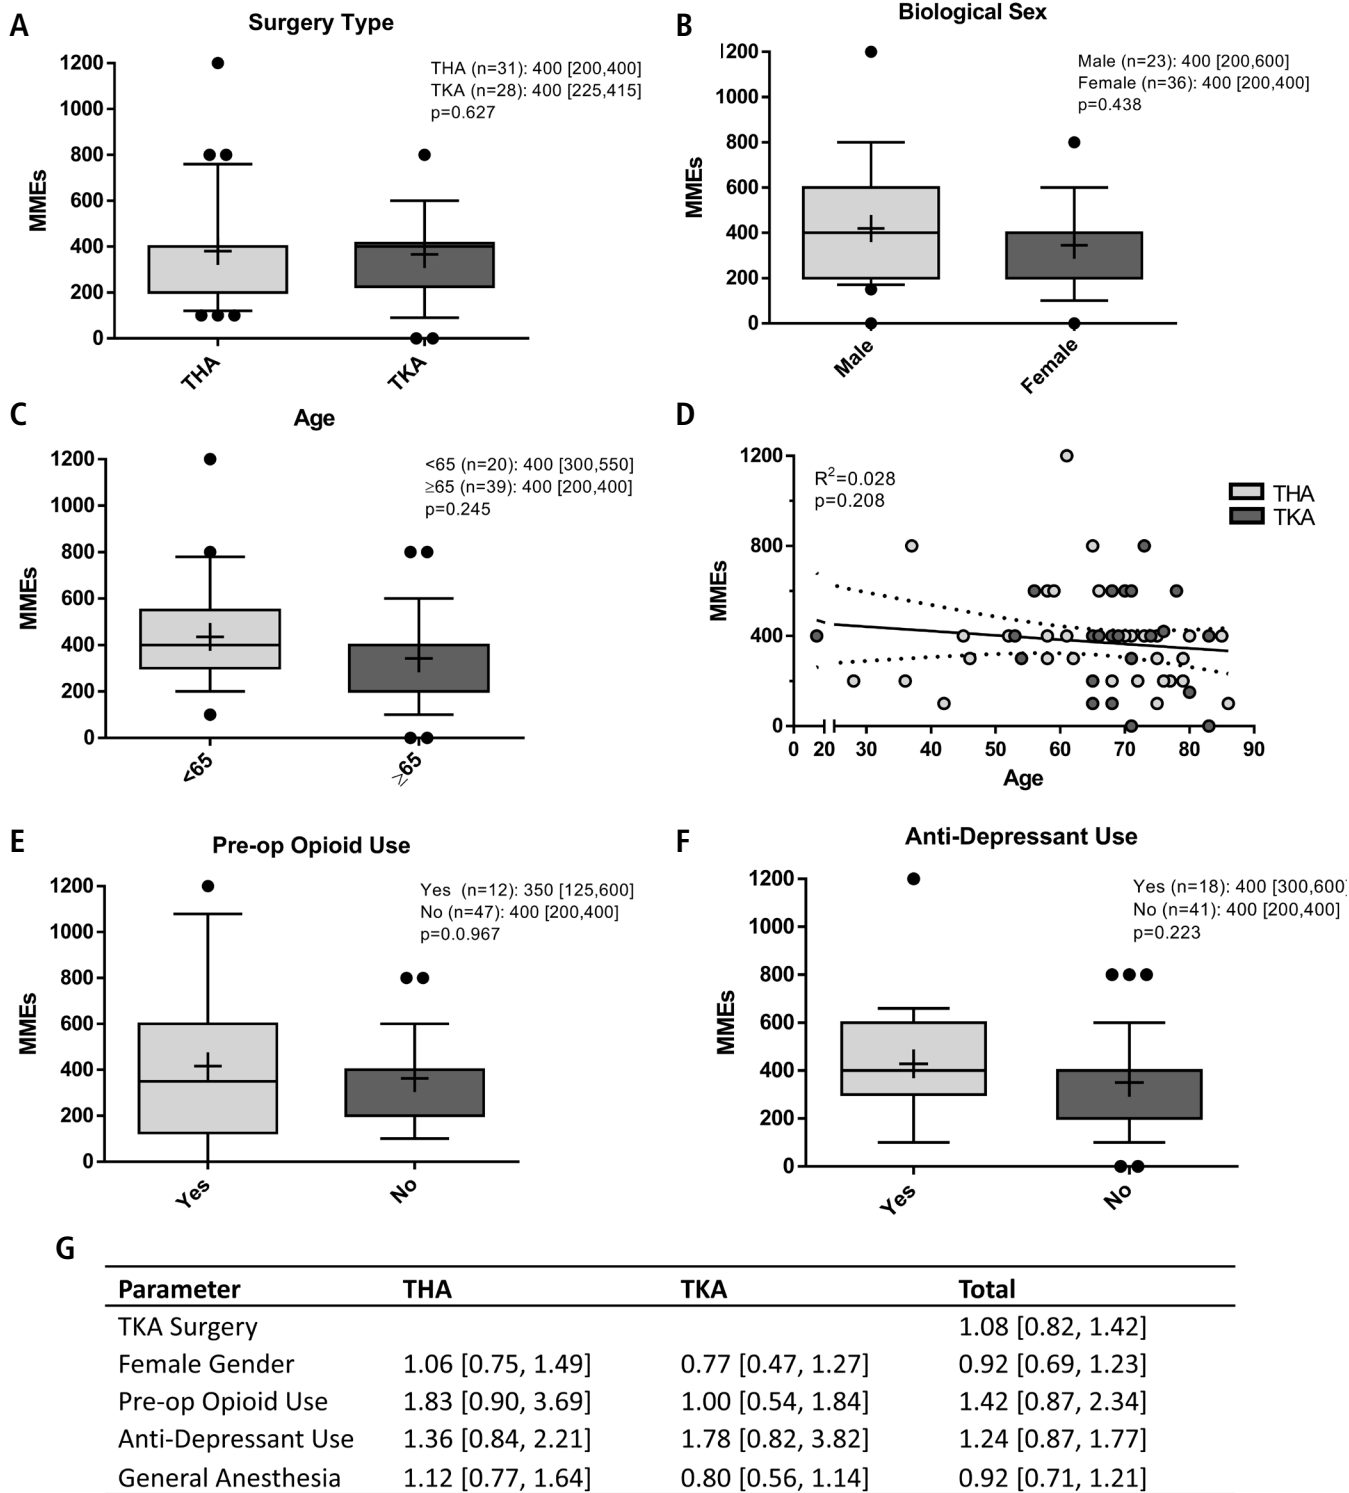 A
Surgery Type
THA (n=31): 400 [200,400]
TKA (n=28): 400 [225,415]
p=0.627
MMEs
1200
1000
800
600
400
200
0
THA
TKA
B
Biological Sex
Male (n=23): 400 [200,600]
Female (n=36): 400 [200,400]
p=0.438
MMEs
1200
1000
800
600
400
200
0
Male
Female
C
Age
<65 (n=20): 400 [300,550]
≥65 (n=39): 400 [200,400]
p=0.245
MMEs
1200
1000
800
600
400
200
0
<65
≥65
D
R²=0.028
p=0.208
THA
TKA
MMEs
1200
800
400
0
0 20 30 40 50 60 70 80 90
Age
E
Pre-op Opioid Use
Yes (n=12): 350 [125,600]
No (n=47): 400 [200,400]
p=0.0.967
MMEs
1200
1000
800
600
400
200
0
Yes
No
F
Anti-Depressant Use
Yes (n=18): 400 [300,600]
No (n=41): 400 [200,400]
p=0.223
MMEs
1200
1000
800
600
400
200
0
Yes
No
G
Parameter THA TKA Total
TKA Surgery 1.08 [0.82, 1.42]
Female Gender 1.06 [0.75, 1.49] 0.77 [0.47, 1.27] 0.92 [0.69, 1.23]
Pre-op Opioid Use 1.83 [0.90, 3.69] 1.00 [0.54, 1.84] 1.42 [0.87, 2.34]
Anti-Depressant Use 1.36 [0.84, 2.21] 1.78 [0.82, 3.82] 1.24 [0.87, 1.77]
General Anesthesia 1.12 [0.77, 1.64] 0.80 [0.56, 1.14] 0.92 [0.71, 1.21]